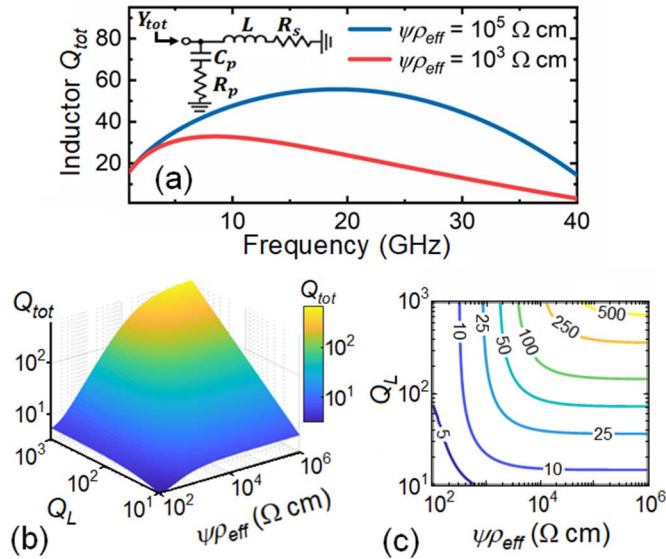 Y_tot
L
R_s
C_p
R_p
ψρ_eff = 10^5 Ω cm
ψρ_eff = 10^3 Ω cm
Inductor Q_tot
80
60
40
20
(a)
10
20
30
40
Frequency (GHz)
Q_tot
10^2
10^1
10^3
10^2
10^1
Q_L
10^2
10^4
10^6
ψρ_eff (Ω cm)
Q_tot
10^2
10^1
(b)
Q_L
10^3
10^2
10^1
10
25
50
100
250
500
5
25
10
10^2
10^4
10^6
ψρ_eff (Ω cm)
(c)